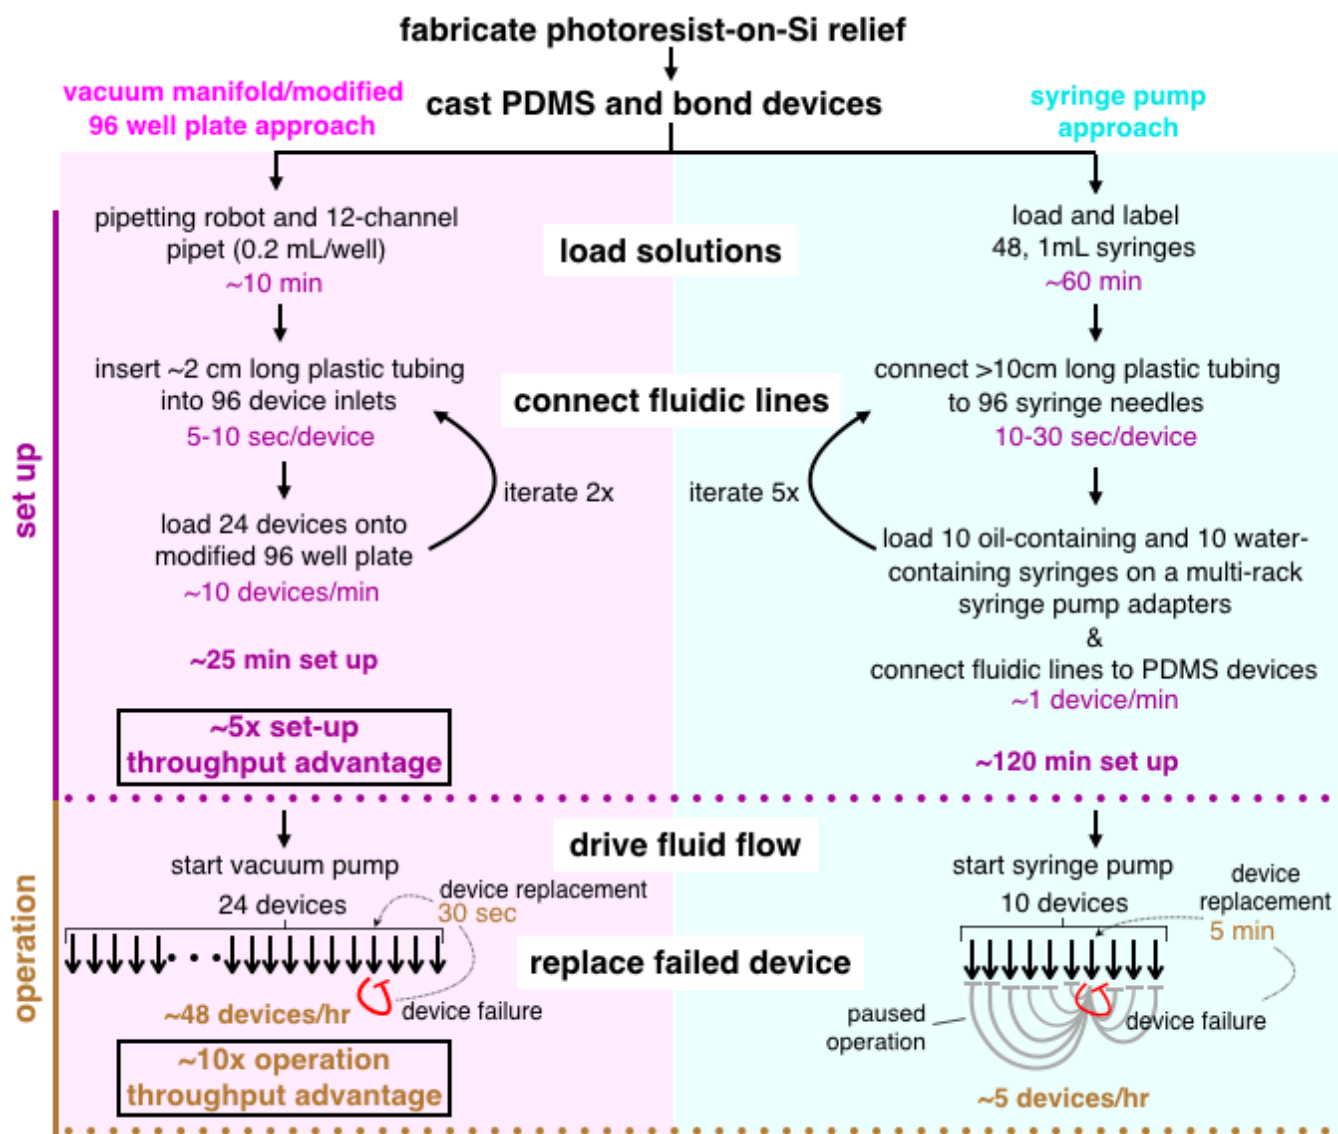 fabricate photoresist-on-Si relief
cast PDMS and bond devices
vacuum manifold/modified
96 well plate approach
syringe pump
approach
set up
load solutions
pipetting robot and 12-channel
pipet (0.2 mL/well)
~10 min
load and label
48, 1mL syringes
~60 min
connect fluidic lines
insert ~2 cm long plastic tubing
into 96 device inlets
5-10 sec/device
iterate 2x
load 24 devices onto
modified 96 well plate
~10 devices/min
~25 min set up
~5x set-up
throughput advantage
connect >10cm long plastic tubing
to 96 syringe needles
10-30 sec/device
iterate 5x
load 10 oil-containing and 10 water-
containing syringes on a multi-rack
syringe pump adapters
&
connect fluidic lines to PDMS devices
~1 device/min
~120 min set up
operation
drive fluid flow
start vacuum pump
24 devices
device replacement
30 sec
replace failed device
device failure
~48 devices/hr
~10x operation
throughput advantage
start syringe pump
10 devices
device
replacement
5 min
paused
operation
device failure
~5 devices/hr